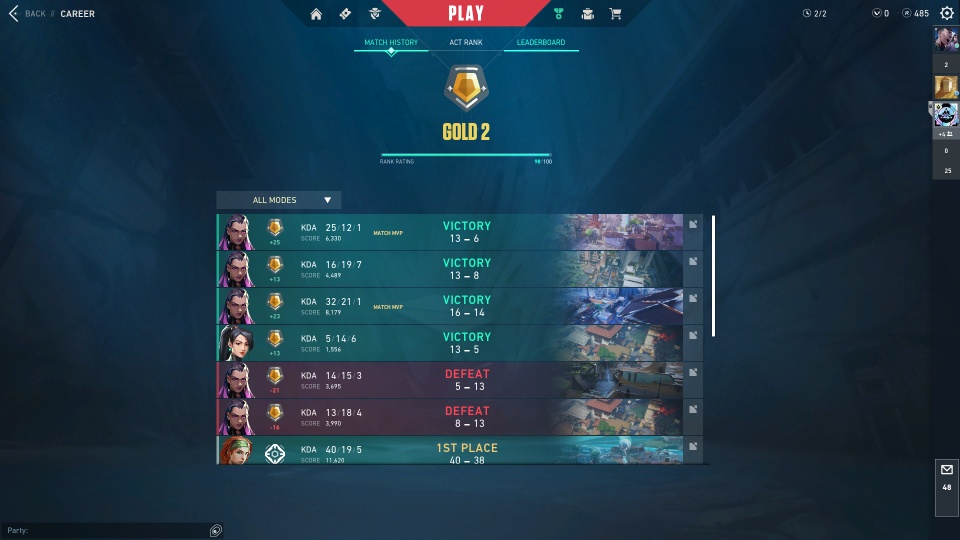 BACK // CAREER
PLAY
2/2
0
485
MATCH HISTORY
ACT RANK
LEADERBOARD
GOLD 2
RANK RATING
98/100
ALL MODES
+25
KDA 25/12/1
SCORE 6,330
MATCH MVP
VICTORY
13 – 6
+13
KDA 16/19/7
SCORE 4,489
VICTORY
13 – 8
+23
KDA 32/21/1
SCORE 8,179
MATCH MVP
VICTORY
16 – 14
+13
KDA 5/14/6
SCORE 1,556
VICTORY
13 – 5
-21
KDA 14/15/3
SCORE 3,695
DEFEAT
5 – 13
-16
KDA 13/18/4
SCORE 3,990
DEFEAT
8 – 13
KDA 40/19/5
SCORE 11,620
1ST PLACE
40 – 38
2
+4
0
25
48
Party: